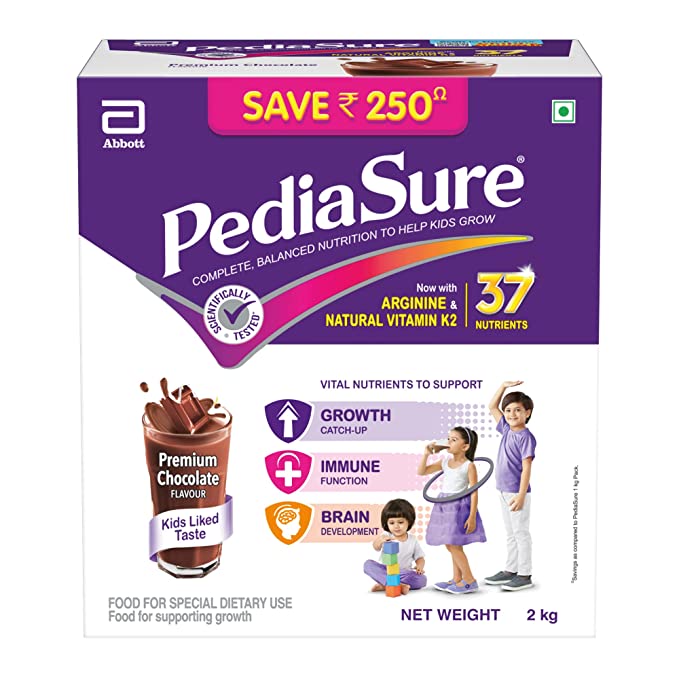 PediaSure
Premium Chocolate
37
SAVE ₹ 250Ω
Abbott
PediaSure®
COMPLETE, BALANCED NUTRITION TO HELP KIDS GROW
SCIENTIFICALLY
TESTED
Now with
ARGININE &
NATURAL VITAMIN K2
37
NUTRIENTS
VITAL NUTRIENTS TO SUPPORT
GROWTH
CATCH-UP
IMMUNE
FUNCTION
BRAIN
DEVELOPMENT
Premium
Chocolate
FLAVOUR
Kids Liked
Taste
FOOD FOR SPECIAL DIETARY USE
Food for supporting growth
NET WEIGHT 2 kg
ΩSavings as compared to PediaSure 1 kg Pack.